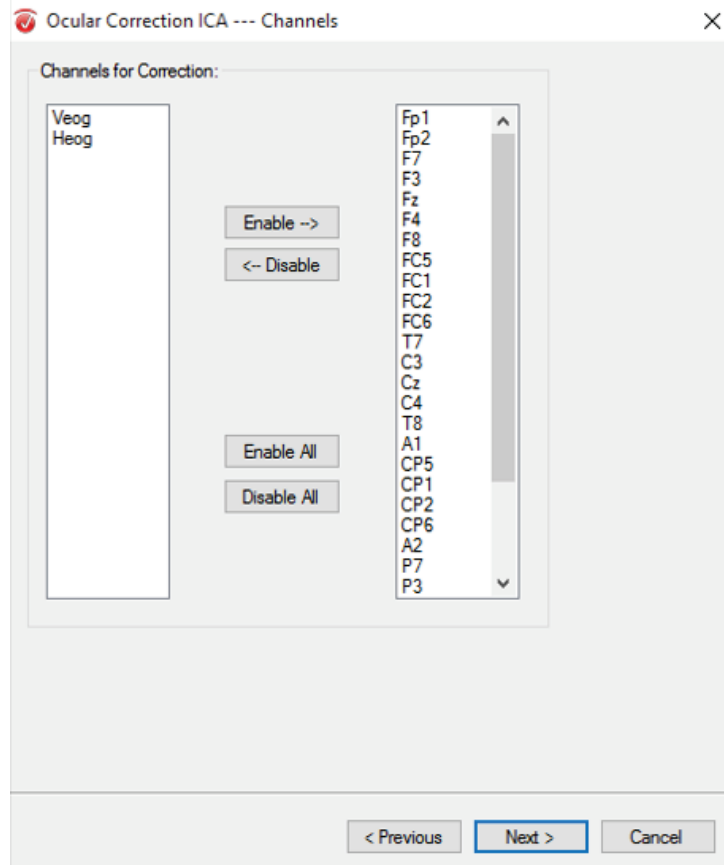 Ocular Correction ICA --- Channels
Channels for Correction:
Veog
Heog
Enable -->
<-- Disable
Enable All
Disable All
Fp1
Fp2
F7
F3
Fz
F4
F8
FC5
FC1
FC2
FC6
T7
C3
Cz
C4
T8
A1
CP5
CP1
CP2
CP6
A2
P7
P3
< Previous
Next >
Cancel